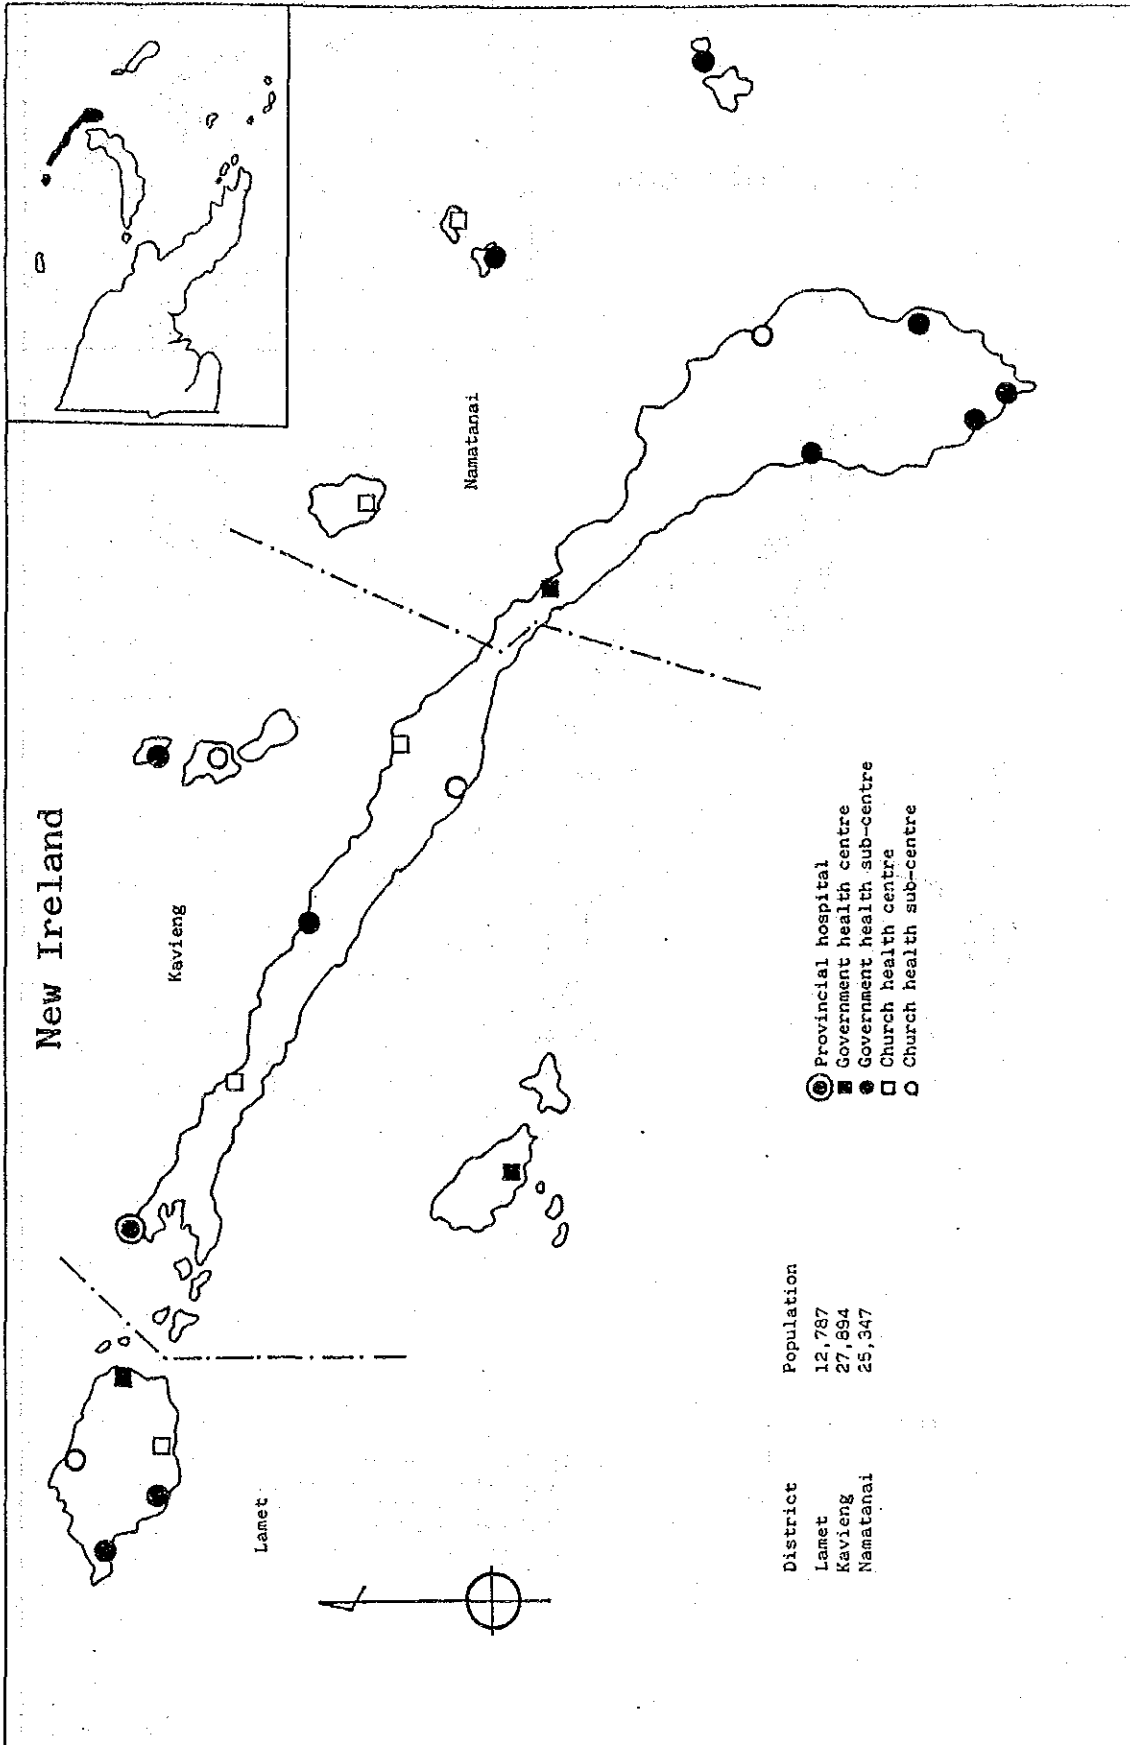 New Ireland
Kavieng
Namatanai
Lamet
District Population
Lamet 12,787
Kavieng 27,894
Namatanai 25,347
Provincial hospital
Government health centre
Government health sub-centre
Church health centre
Church health sub-centre